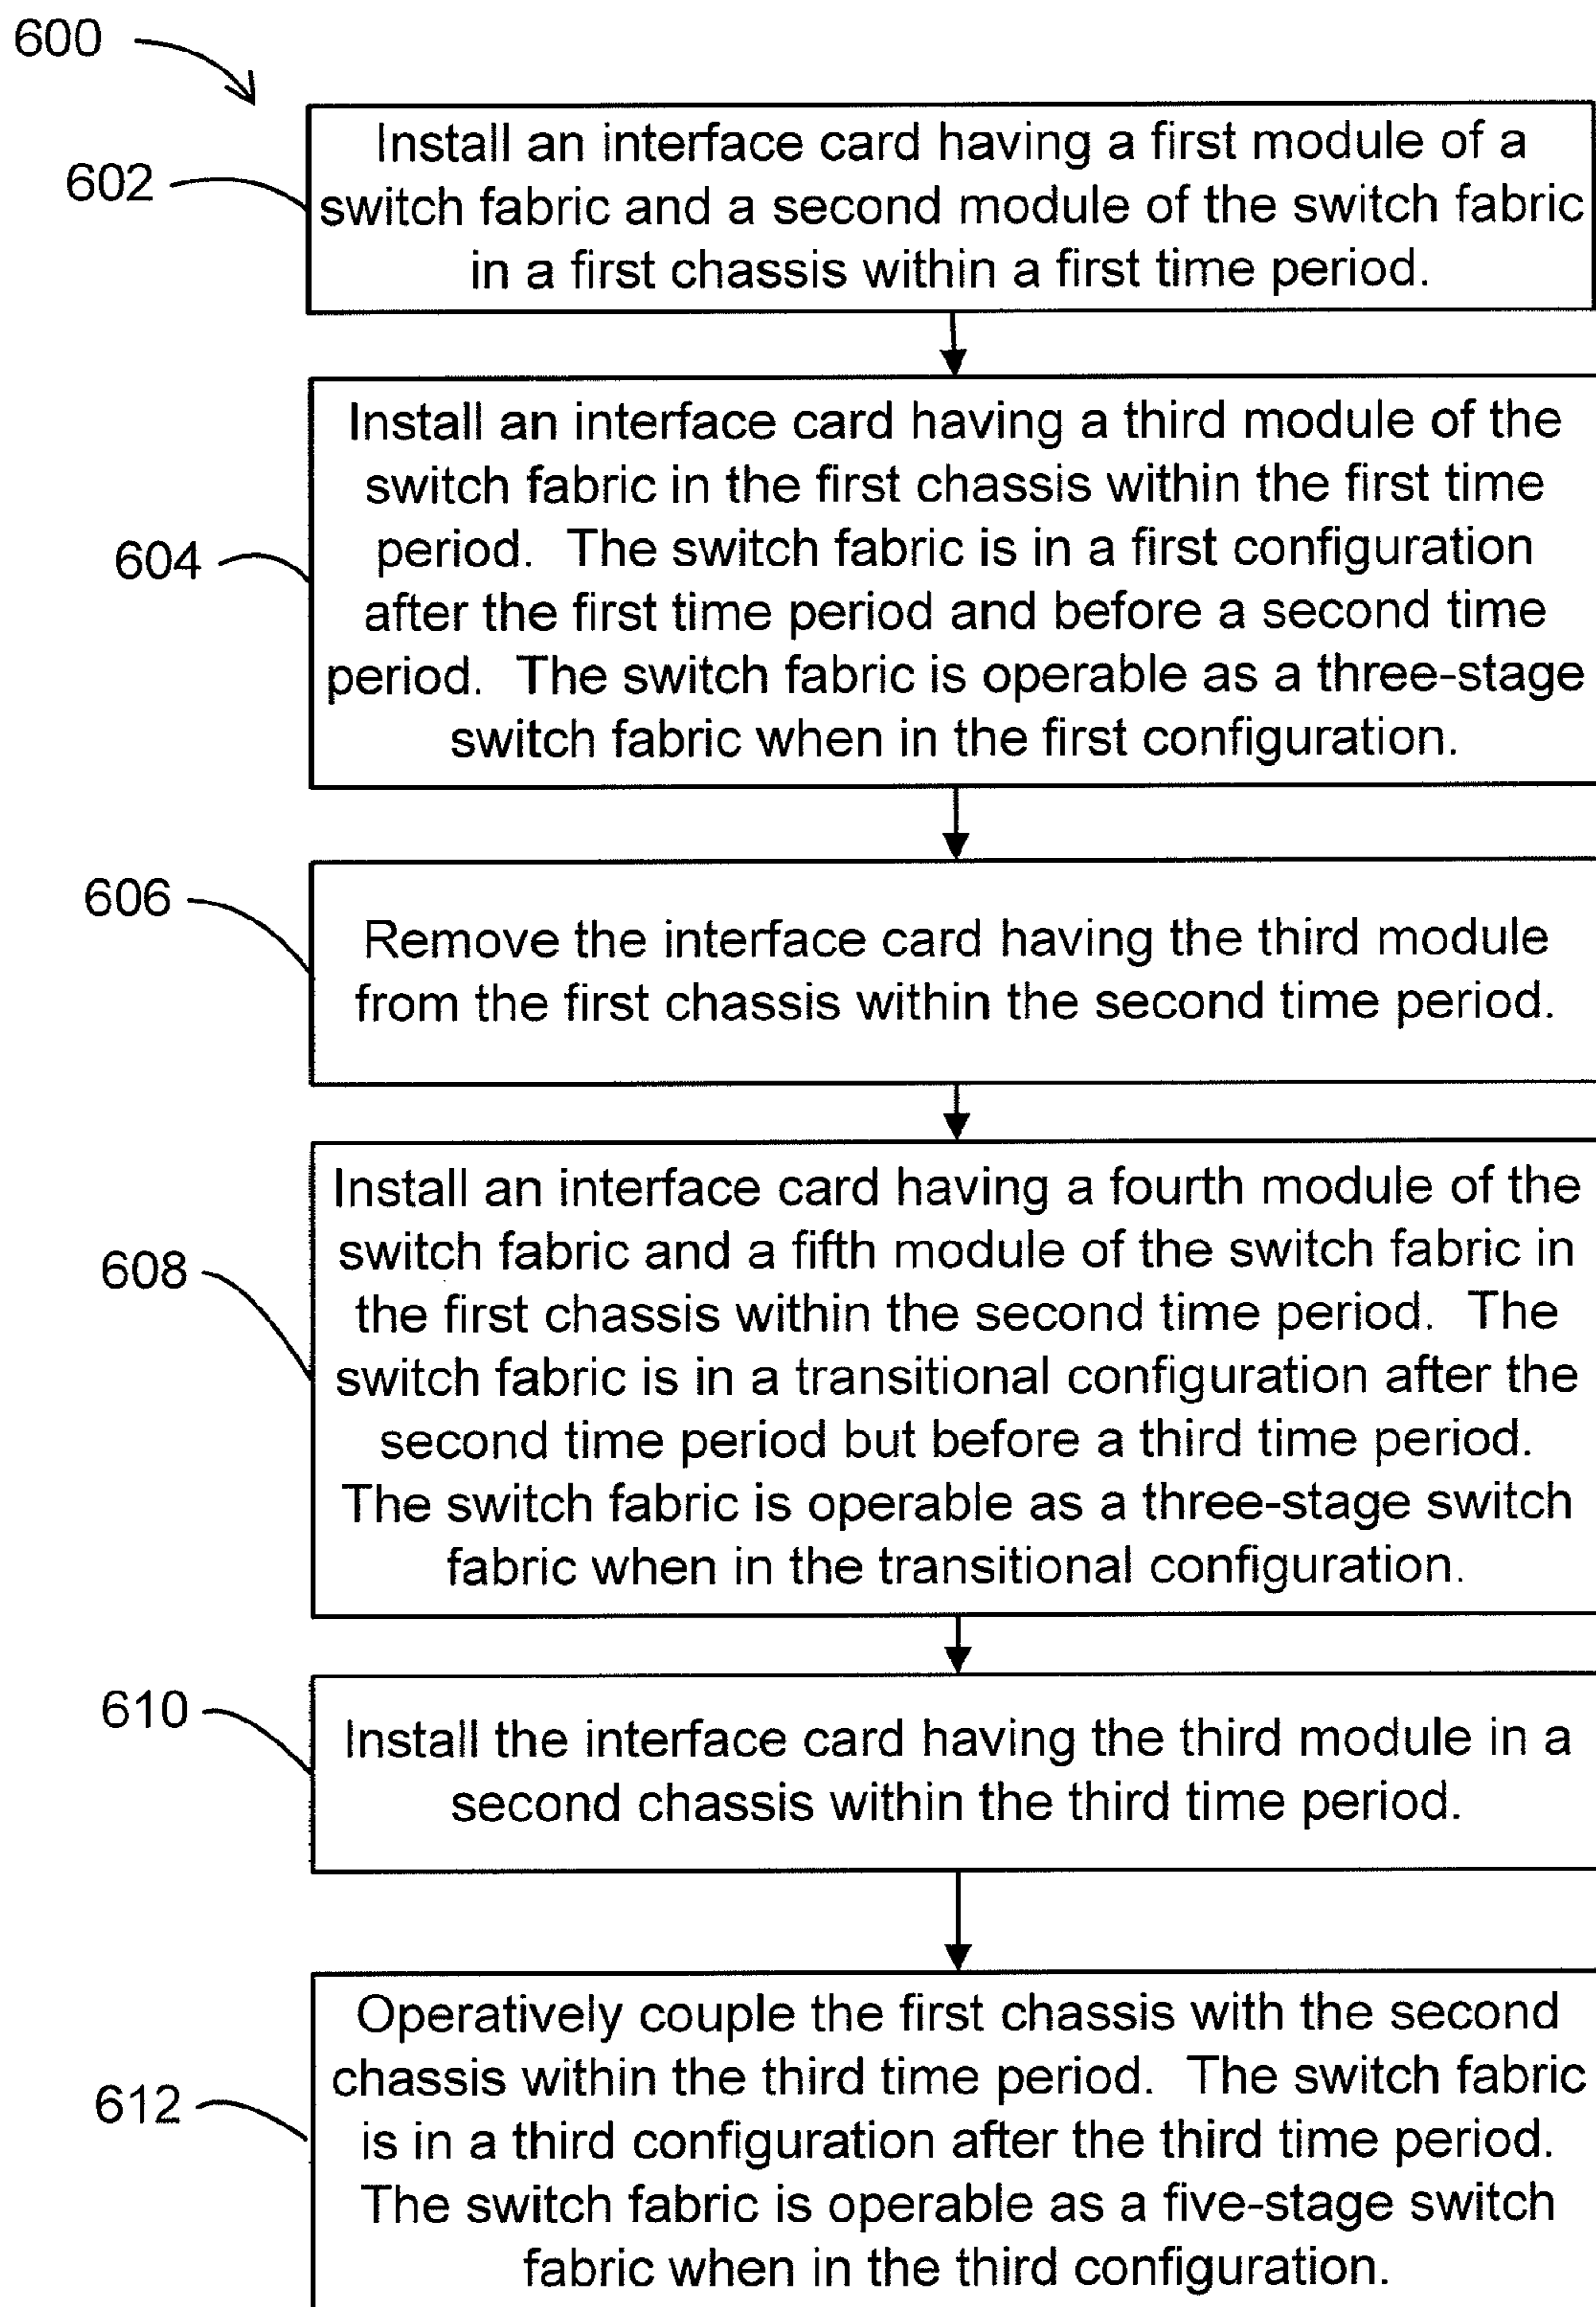 600
602
Install an interface card having a first module of a
switch fabric and a second module of the switch fabric
in a first chassis within a first time period.
604
Install an interface card having a third module of the
switch fabric in the first chassis within the first time
period.  The switch fabric is in a first configuration
after the first time period and before a second time
period.  The switch fabric is operable as a three-stage
switch fabric when in the first configuration.
606
Remove the interface card having the third module
from the first chassis within the second time period.
608
Install an interface card having a fourth module of the
switch fabric and a fifth module of the switch fabric in
the first chassis within the second time period.  The
switch fabric is in a transitional configuration after the
second time period but before a third time period.
The switch fabric is operable as a three-stage switch
fabric when in the transitional configuration.
610
Install the interface card having the third module in a
second chassis within the third time period.
612
Operatively couple the first chassis with the second
chassis within the third time period.  The switch fabric
is in a third configuration after the third time period.
The switch fabric is operable as a five-stage switch
fabric when in the third configuration.